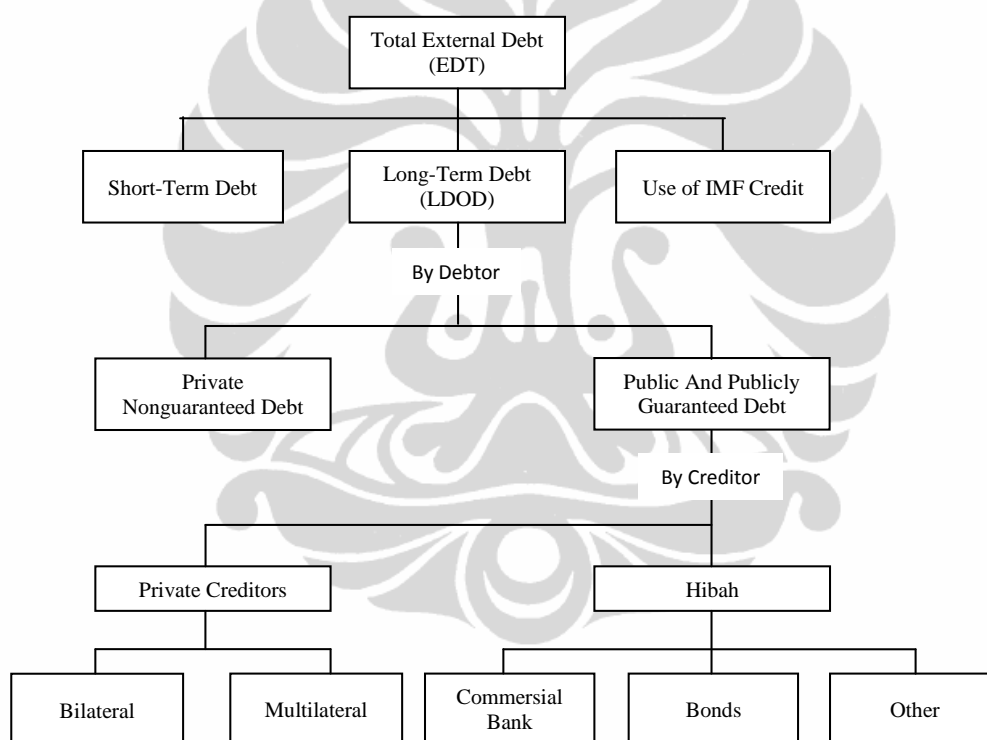 Total External Debt
(EDT)
Short-Term Debt
Long-Term Debt
(LDOD)
Use of IMF Credit
By Debtor
Private
Nonguaranteed Debt
Public And Publicly
Guaranteed Debt
By Creditor
Private Creditors
Hibah
Bilateral
Multilateral
Commersial
Bank
Bonds
Other